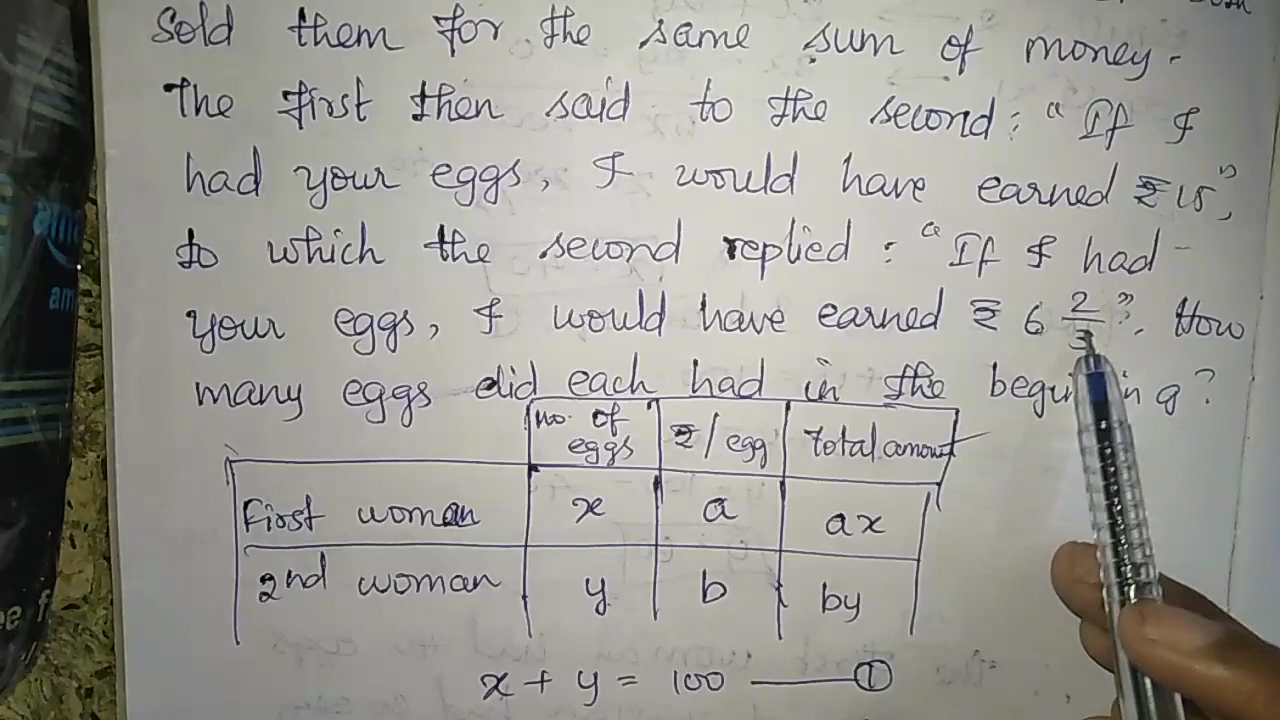 Sold them for the same sum of money.
The first then said to the second: "If I
had your eggs, I would have earned ₹ 15",
to which the second replied: "If I had
your eggs, I would have earned ₹ 6 2/3". How
many eggs did each had in the
no. of eggs ₹/egg total amount
First woman x a ax
2nd woman y b by
x + y = 100 ——— ①